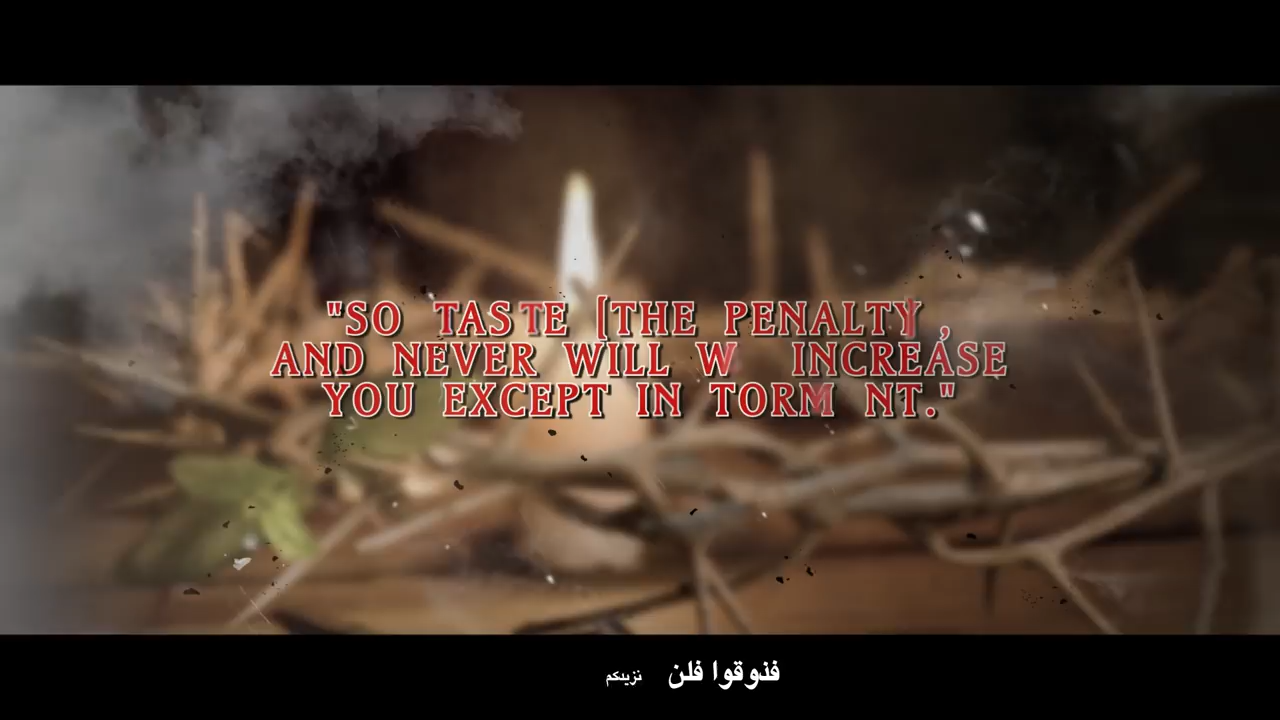 "SO TASTE [THE PENALTY ,
AND NEVER WILL W INCREASE
YOU EXCEPT IN TORM NT."
فذوقوا فلن نزيدكم